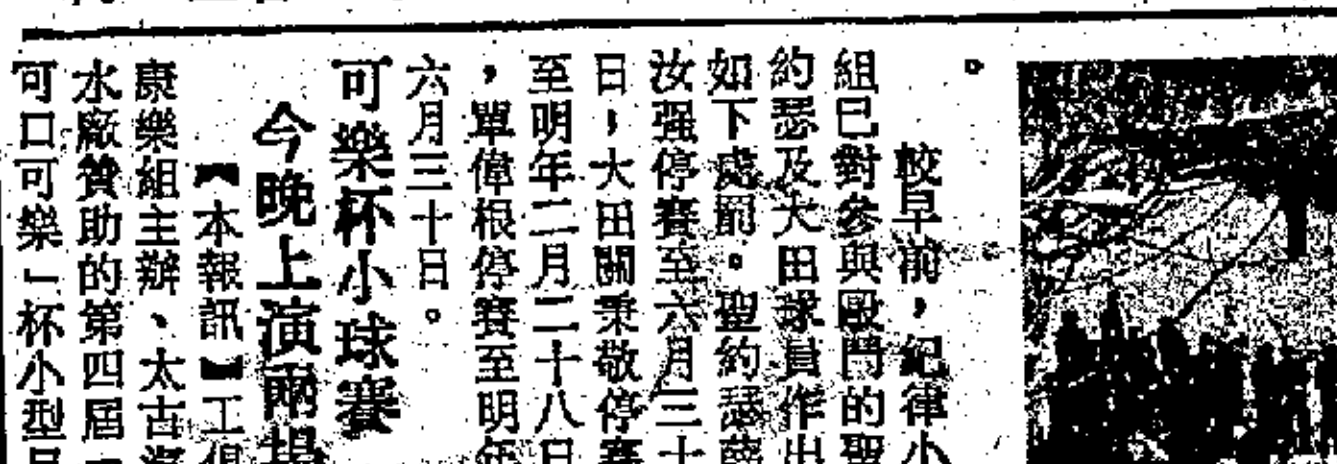 。
較早前，紀律小
組已對參與毆鬥的聖
約瑟及大田球員作出
如下處罰。聖約瑟薛
汝强停賽至六月三十
日，大田關秉敬停賽
至明年二月二十八日
，單偉根停賽至明年
六月三十日。
可樂杯小球賽
今晚上演兩場
【本報訊】工俱
康樂組主辦、太古汽
水廠贊助的第四屆「
可口可樂」杯小型足